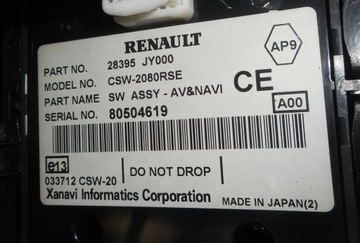 RENAULT
AP9
PART NO. 28395 JY000
MODEL NO. CSW-2080RSE
PART NAME SW ASSY - AV&NAVI
CE
SERIAL NO. 80504619
A00
e13
DO NOT DROP
033712 CSW-20
Xanavi Informatics Corporation
MADE IN JAPAN(2)